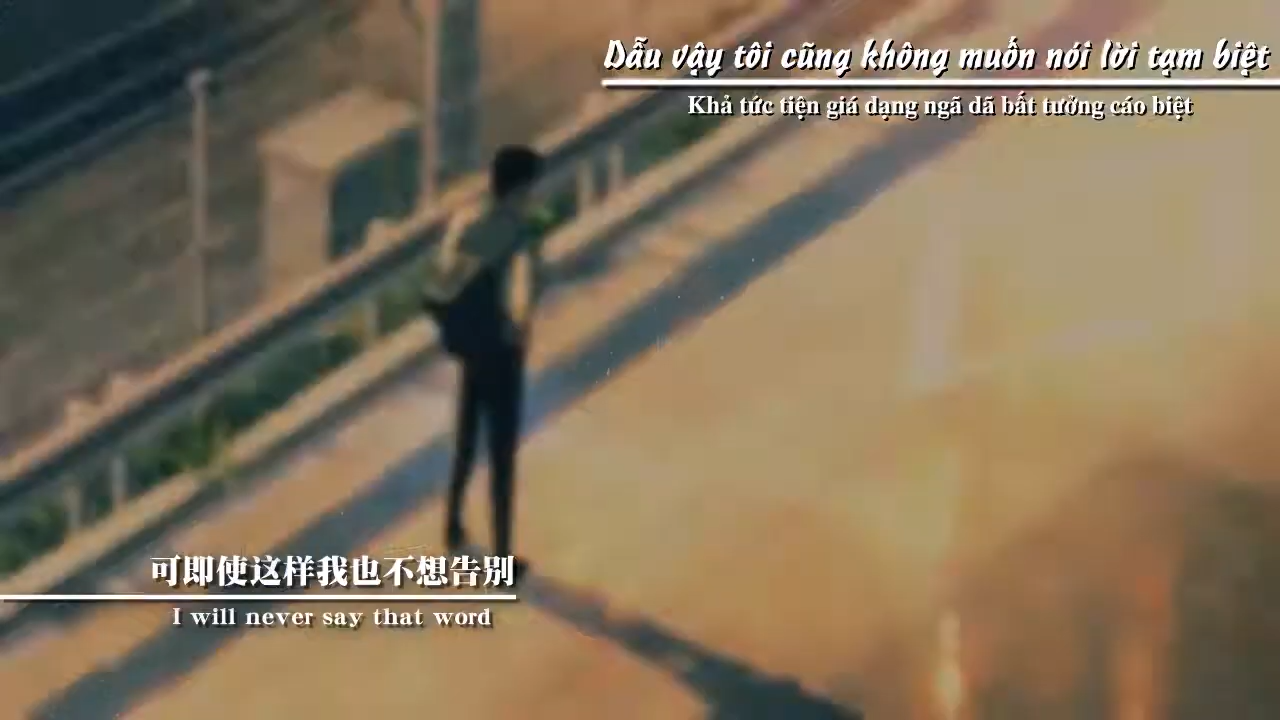 Dẫu vậy tôi cũng không muốn nói lời tạm biệt
Khả tức tiện giá dạng ngã dã bất tưởng cáo biệt
可即使这样我也不想告别
I will never say that word